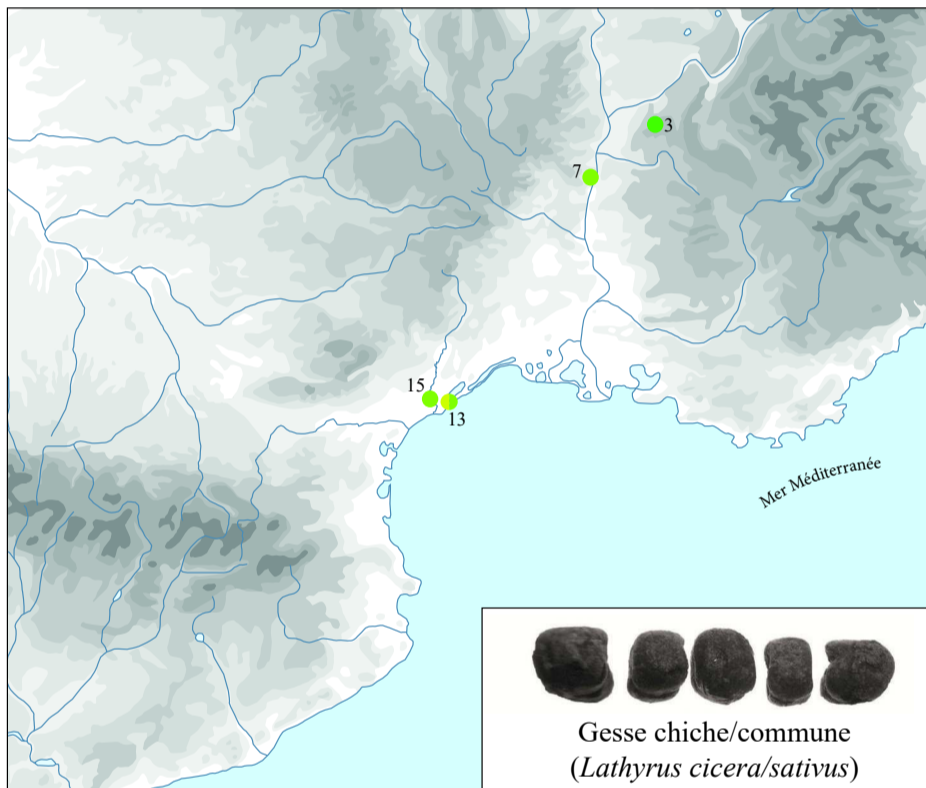 3
7
15
13
Mer Méditerranée
Gesse chiche/commune
(Lathyrus cicera/sativus)